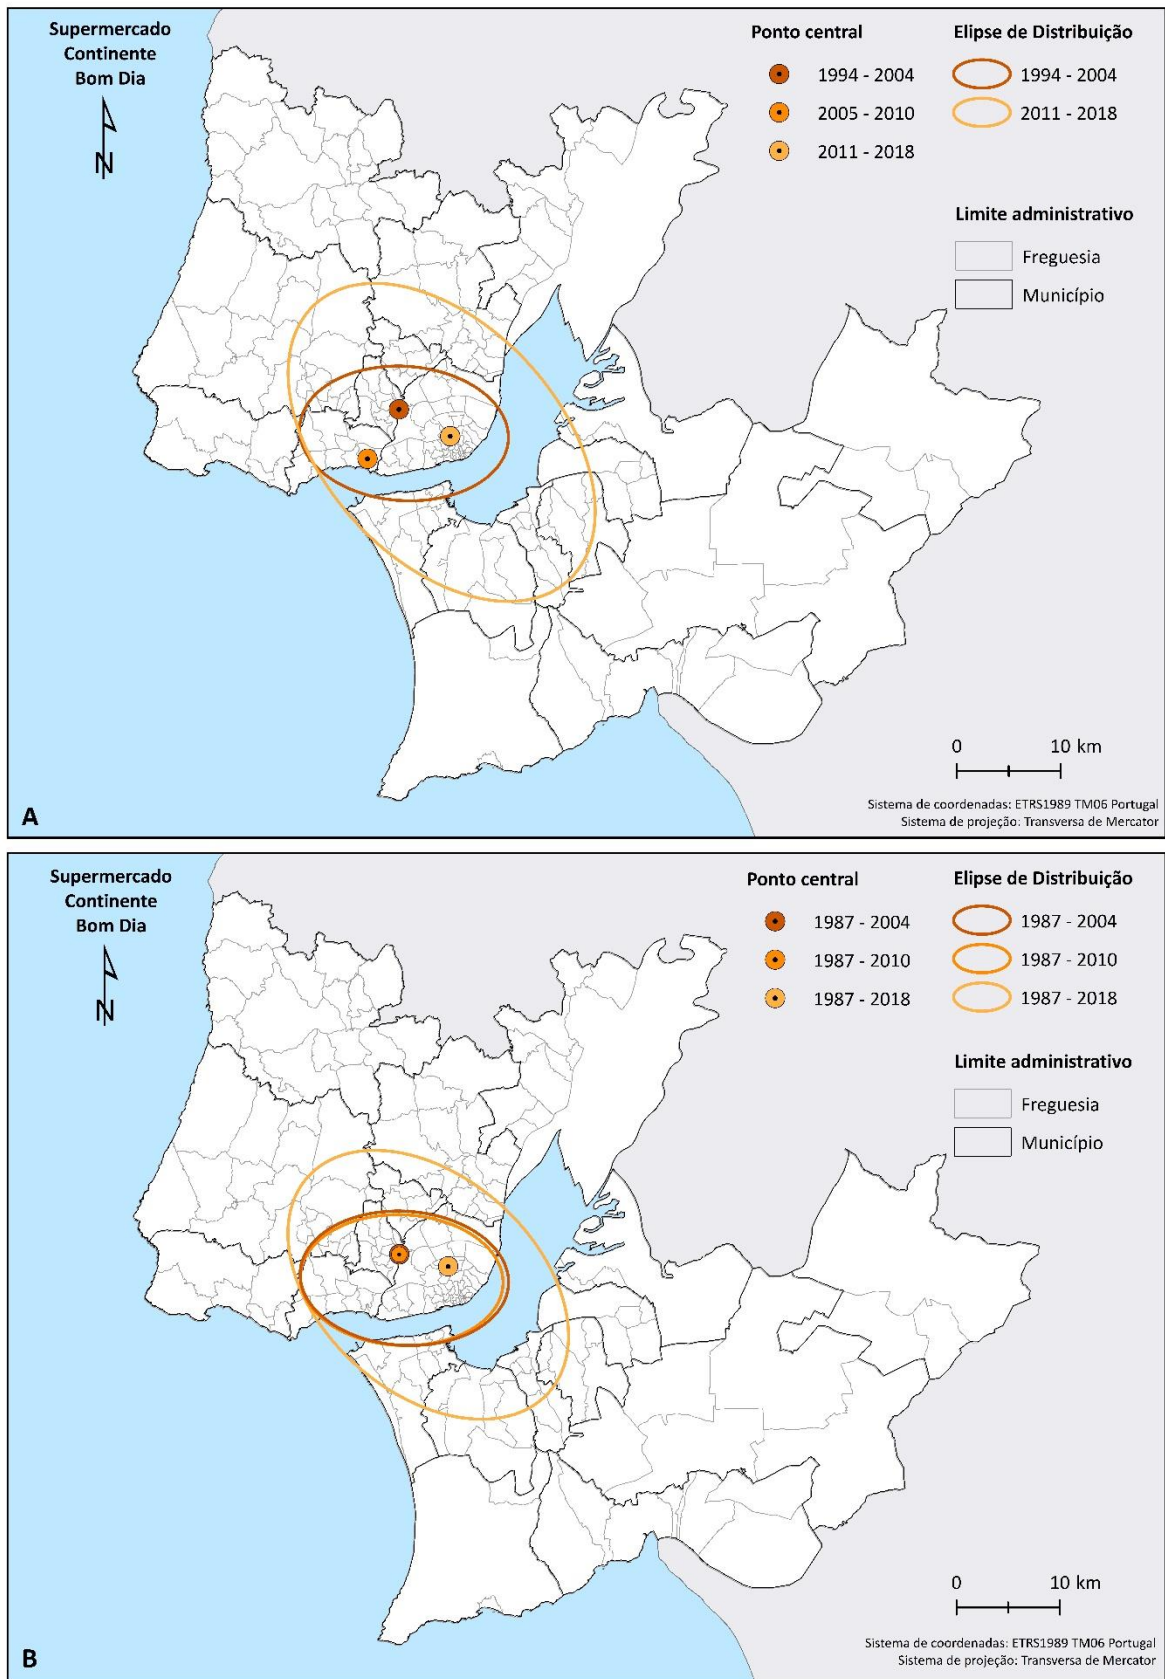 Supermercado
Continente
Bom Dia
N
Ponto central
1994 - 2004
2005 - 2010
2011 - 2018
Elipse de Distribuição
1994 - 2004
2011 - 2018
Limite administrativo
Freguesia
Município
0 10 km
Sistema de coordenadas: ETRS1989 TM06 Portugal
Sistema de projeção: Transversa de Mercator
A
Supermercado
Continente
Bom Dia
N
Ponto central
1987 - 2004
1987 - 2010
1987 - 2018
Elipse de Distribuição
1987 - 2004
1987 - 2010
1987 - 2018
Limite administrativo
Freguesia
Município
0 10 km
Sistema de coordenadas: ETRS1989 TM06 Portugal
Sistema de projeção: Transversa de Mercator
B